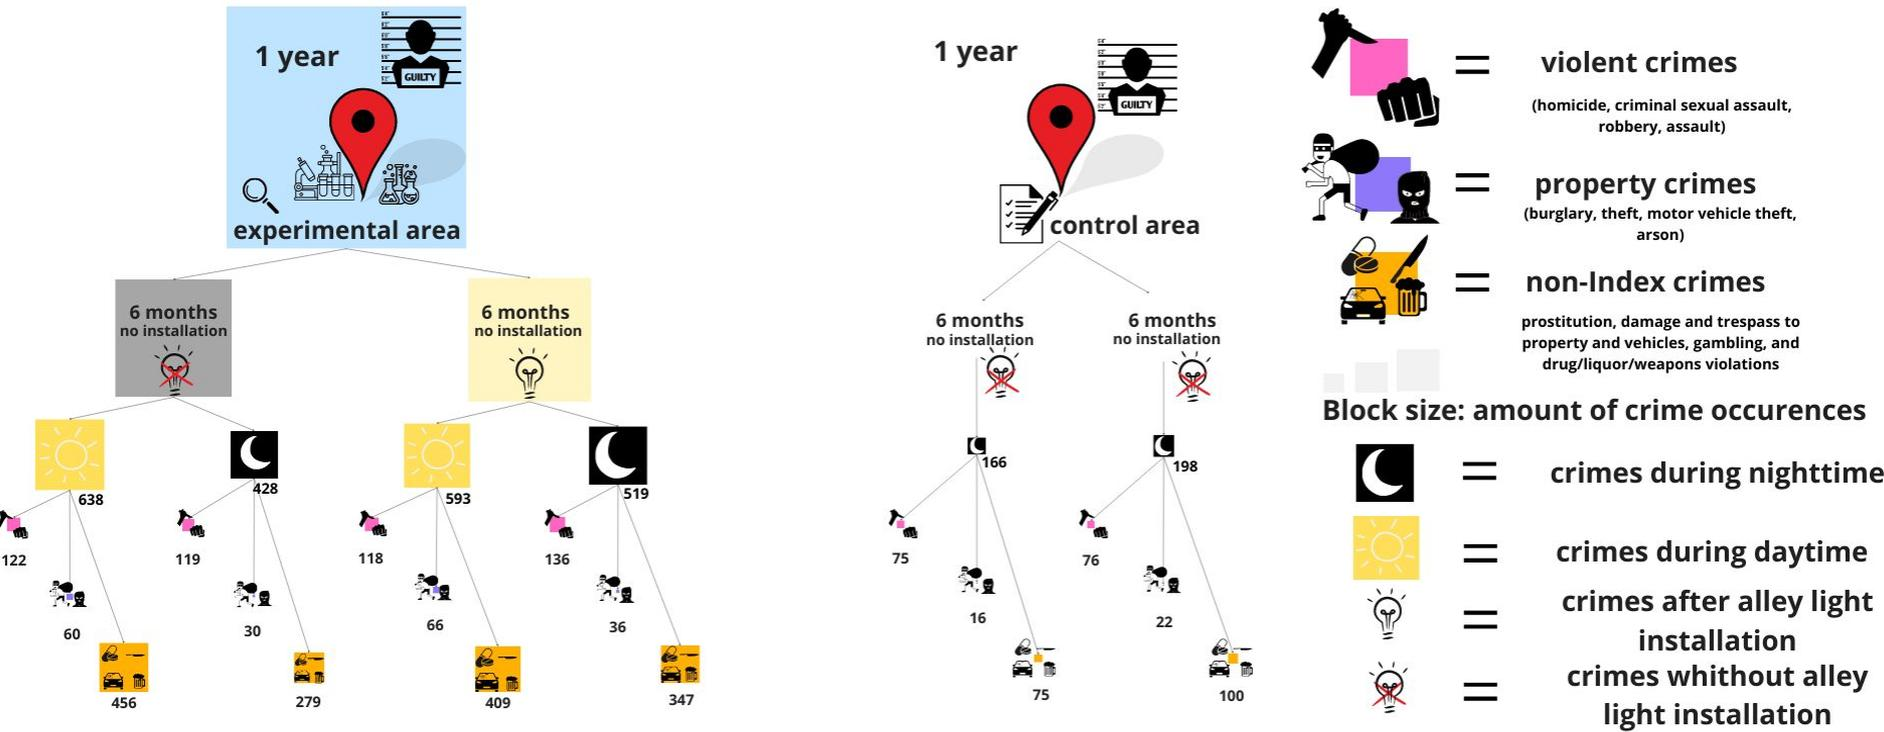 1 year
GUILTY
experimental area
6 months
no installation
6 months
no installation
638
428
593
519
122
119
118
136
60
30
66
36
456
279
409
347
1 year
GUILTY
control area
6 months
no installation
6 months
no installation
166
198
75
76
16
22
75
100
= violent crimes
(homicide, criminal sexual assault,
robbery, assault)
= property crimes
(burglary, theft, motor vehicle theft,
arson)
= non-Index crimes
prostitution, damage and trespass to
property and vehicles, gambling, and
drug/liquor/weapons violations
Block size: amount of crime occurences
= crimes during nighttime
= crimes during daytime
= crimes after alley light
installation
= crimes whithout alley
light installation